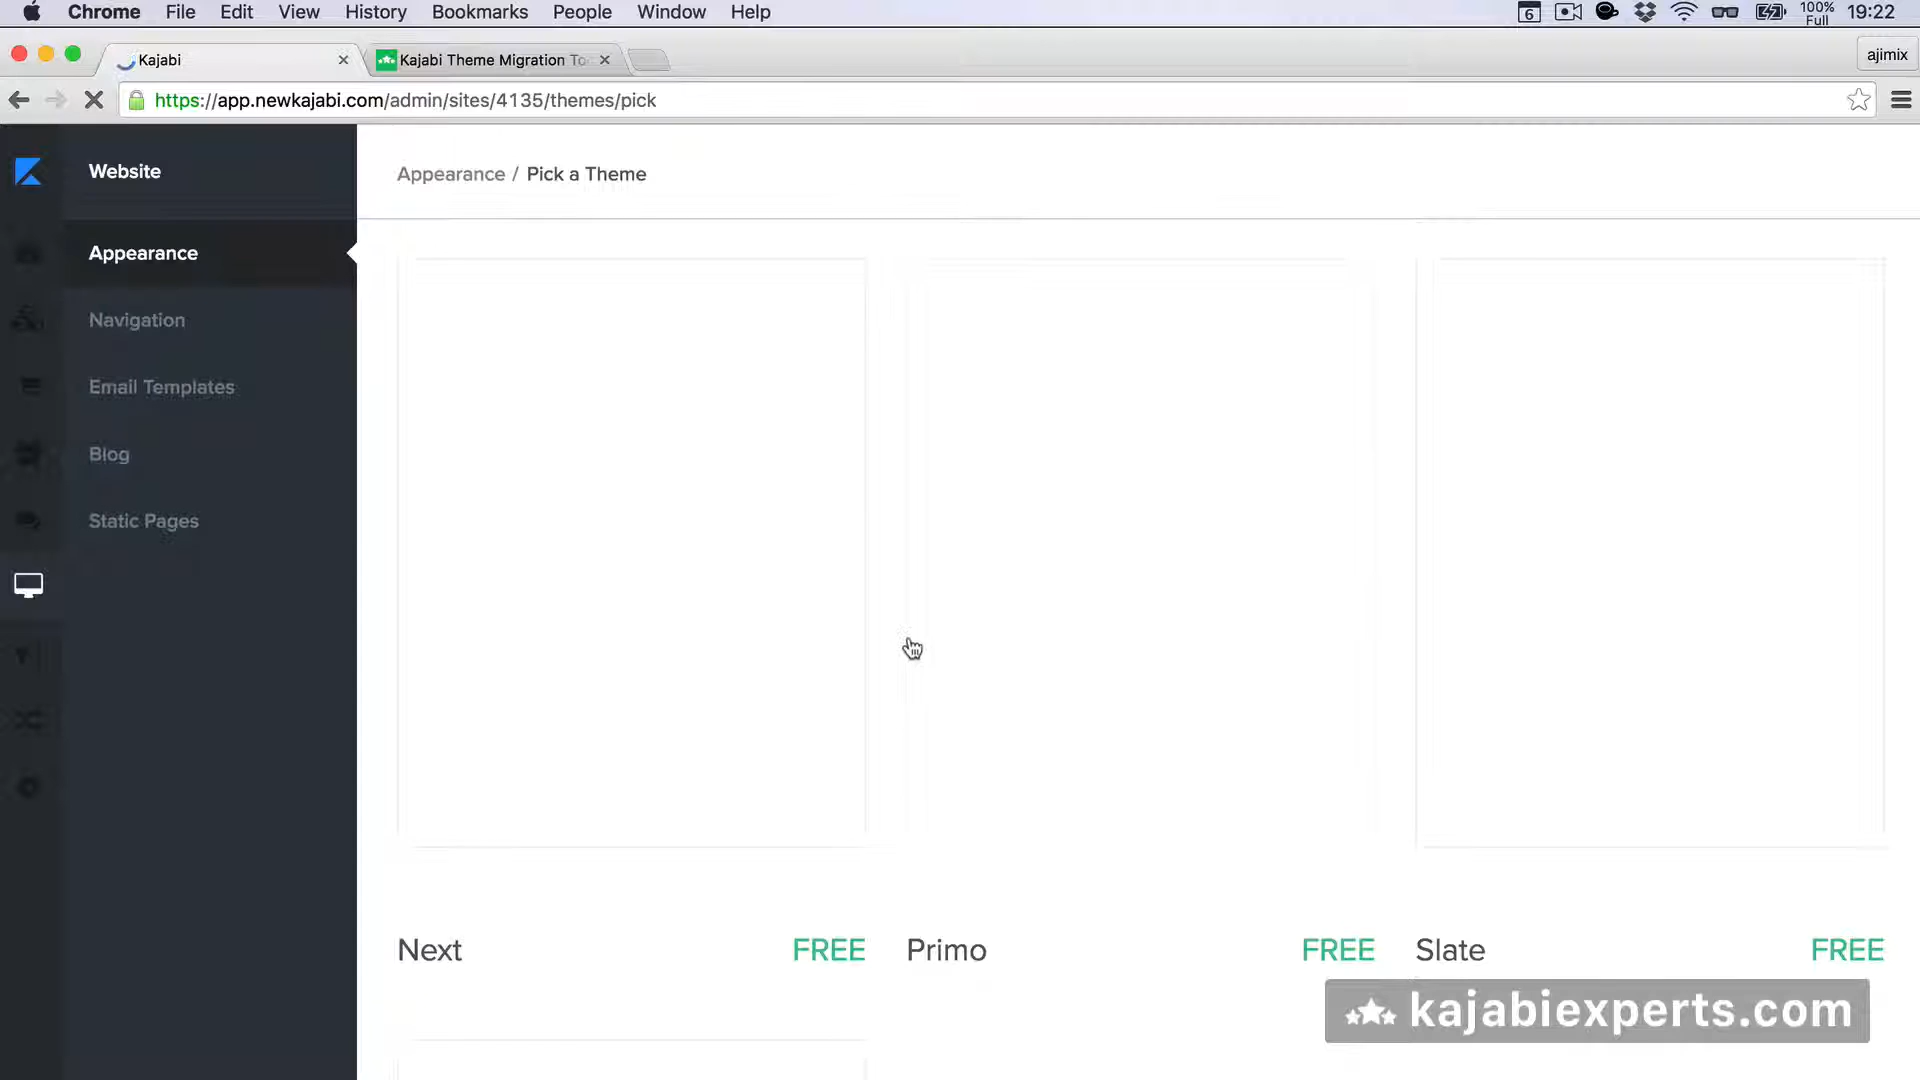 Chrome File Edit View History Bookmarks People Window Help 6 100% Full 19:22
Kajabi Kajabi Theme Migration To ajimix
https://app.newkajabi.com/admin/sites/4135/themes/pick
Website
Appearance / Pick a Theme
Appearance
Navigation
Email Templates
Blog
Static Pages
Next FREE Primo FREE Slate FREE
kajabiexperts.com